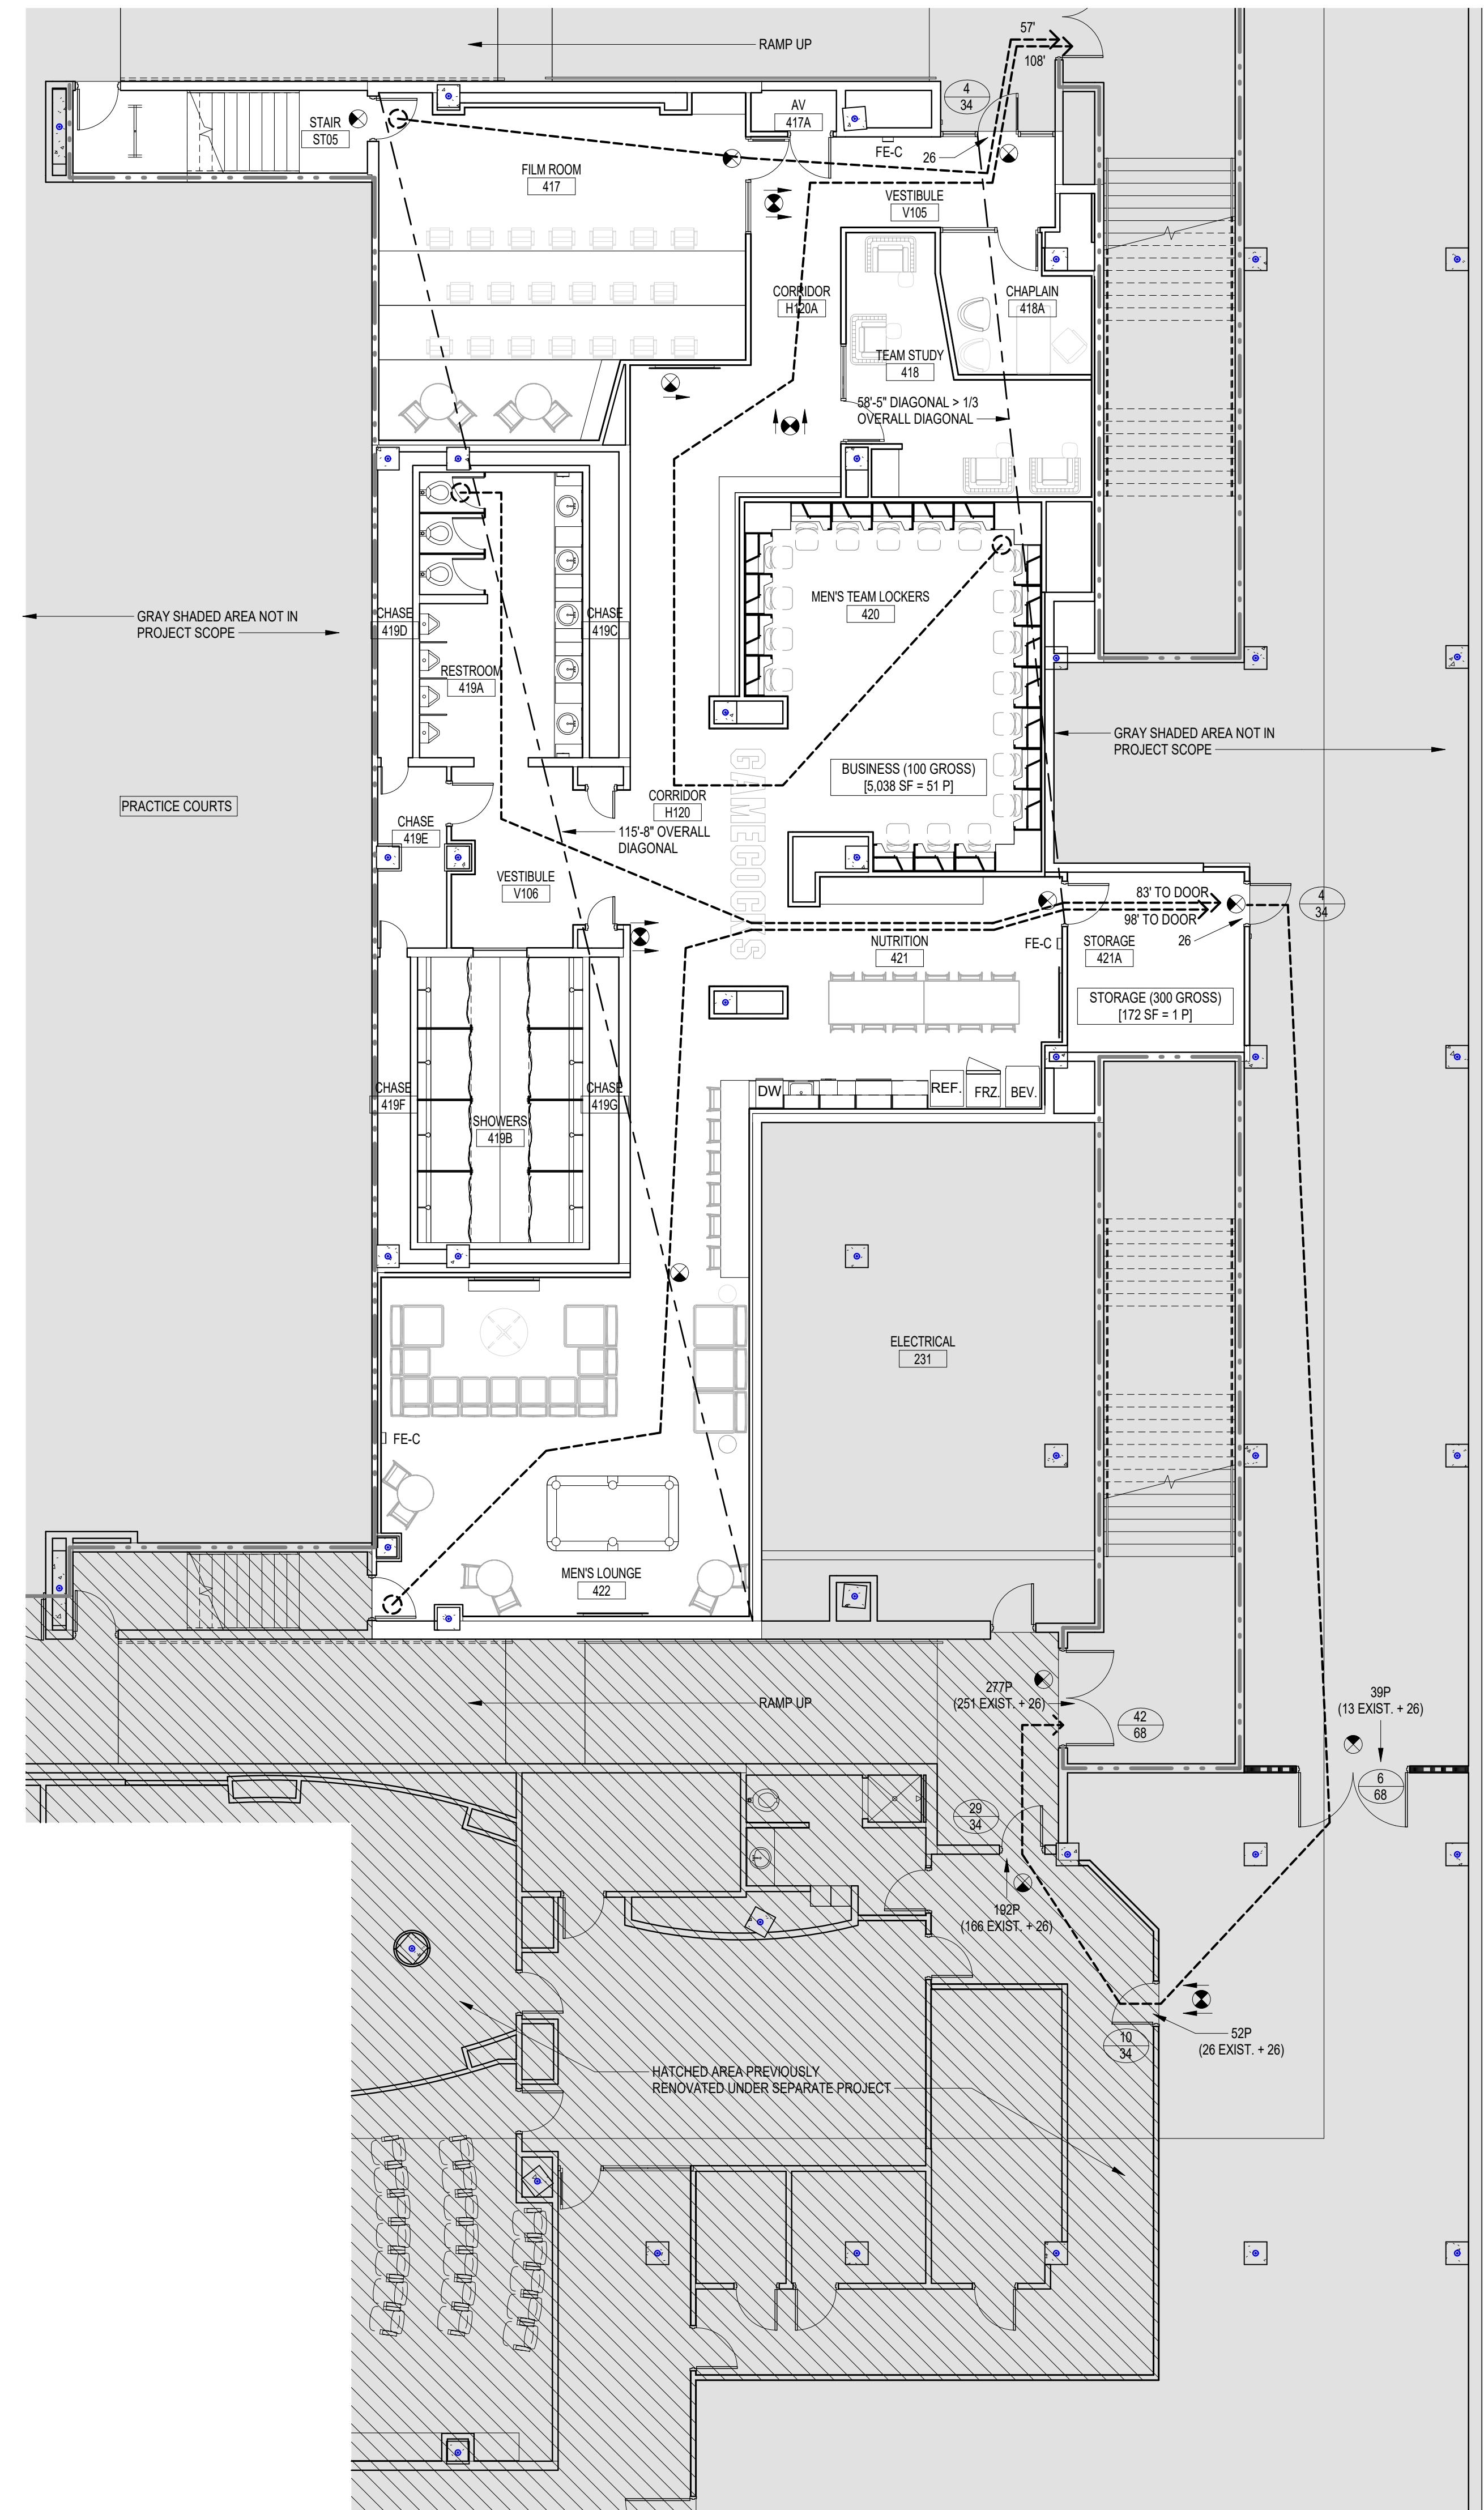 57'
RAMP UP
108'
4
34
AV
417A
STAIR
ST05
FE-C
26
FILM ROOM
417
VESTIBULE
V105
CORRIDOR
H120A
CHAPLAIN
418A
TEAM STUDY
418
58'-5" DIAGONAL > 1/3
OVERALL DIAGONAL
MEN'S TEAM LOCKERS
420
GRAY SHADED AREA NOT IN
PROJECT SCOPE
CHASE
419D
CHASE
419C
RESTROOM
419A
GRAY SHADED AREA NOT IN
PROJECT SCOPE
BUSINESS (100 GROSS)
[5,038 SF = 51 P]
PRACTICE COURTS
CORRIDOR
H120
GAMECOCKS
CHASE
419E
115'-8" OVERALL
DIAGONAL
VESTIBULE
V106
83' TO DOOR
98' TO DOOR
4
34
26
NUTRITION
421
FE-C
STORAGE
421A
STORAGE (300 GROSS)
[172 SF = 1 P]
DW
REF.
FRZ.
BEV.
CHASE
419F
CHASE
419G
SHOWERS
419B
ELECTRICAL
231
FE-C
MEN'S LOUNGE
422
277P
(251 EXIST. + 26)
RAMP UP
39P
(13 EXIST. + 26)
42
68
6
68
29
34
192P
(166 EXIST. + 26)
10
34
52P
(26 EXIST. + 26)
HATCHED AREA PREVIOUSLY
RENOVATED UNDER SEPARATE PROJECT